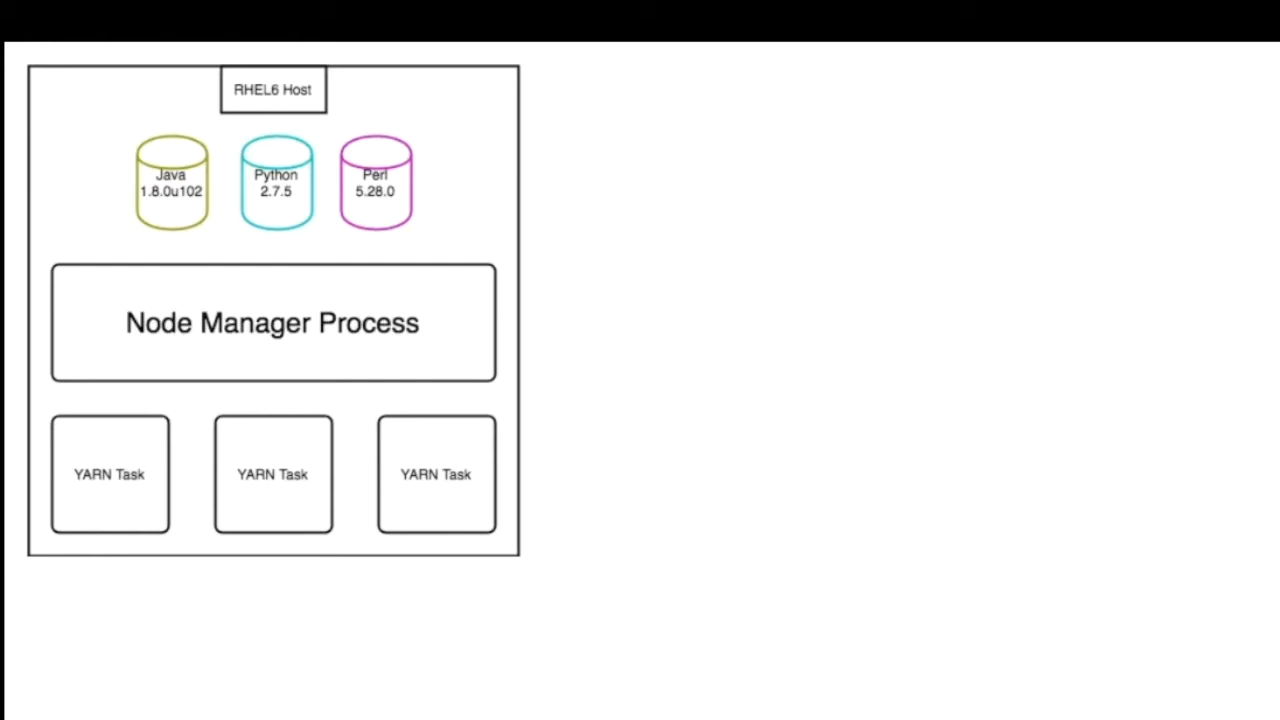 RHEL6 Host
Java
1.8.0u102
Python
2.7.5
Perl
5.28.0
Node Manager Process
YARN Task
YARN Task
YARN Task